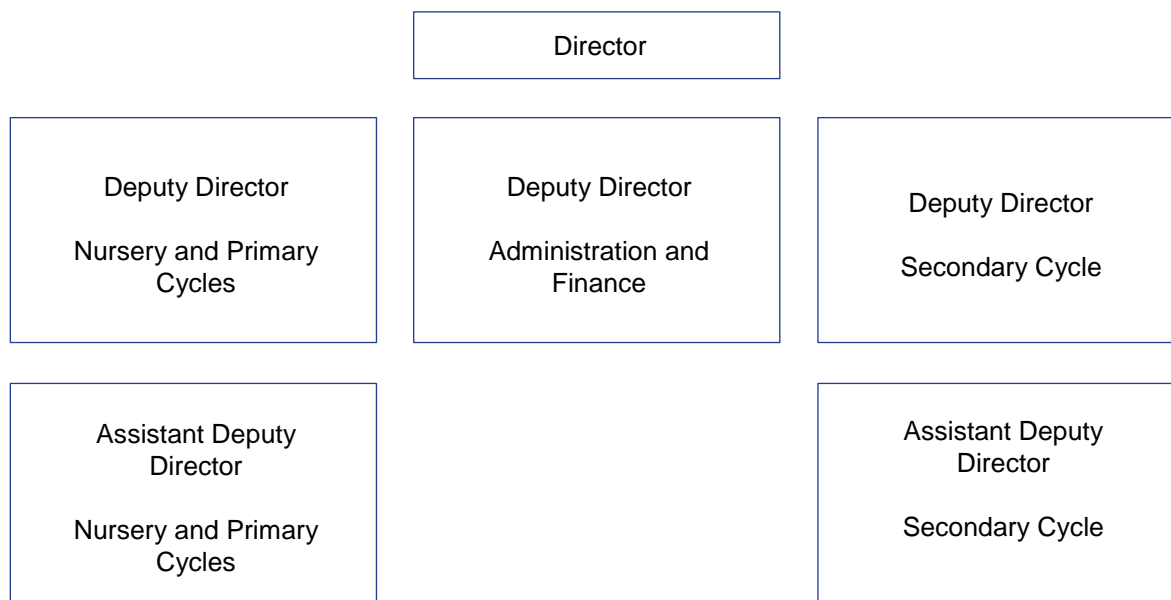 Director
Deputy Director
Nursery and Primary
Cycles
Deputy Director
Administration and
Finance
Deputy Director
Secondary Cycle
Assistant Deputy
Director
Nursery and Primary
Cycles
Assistant Deputy
Director
Secondary Cycle